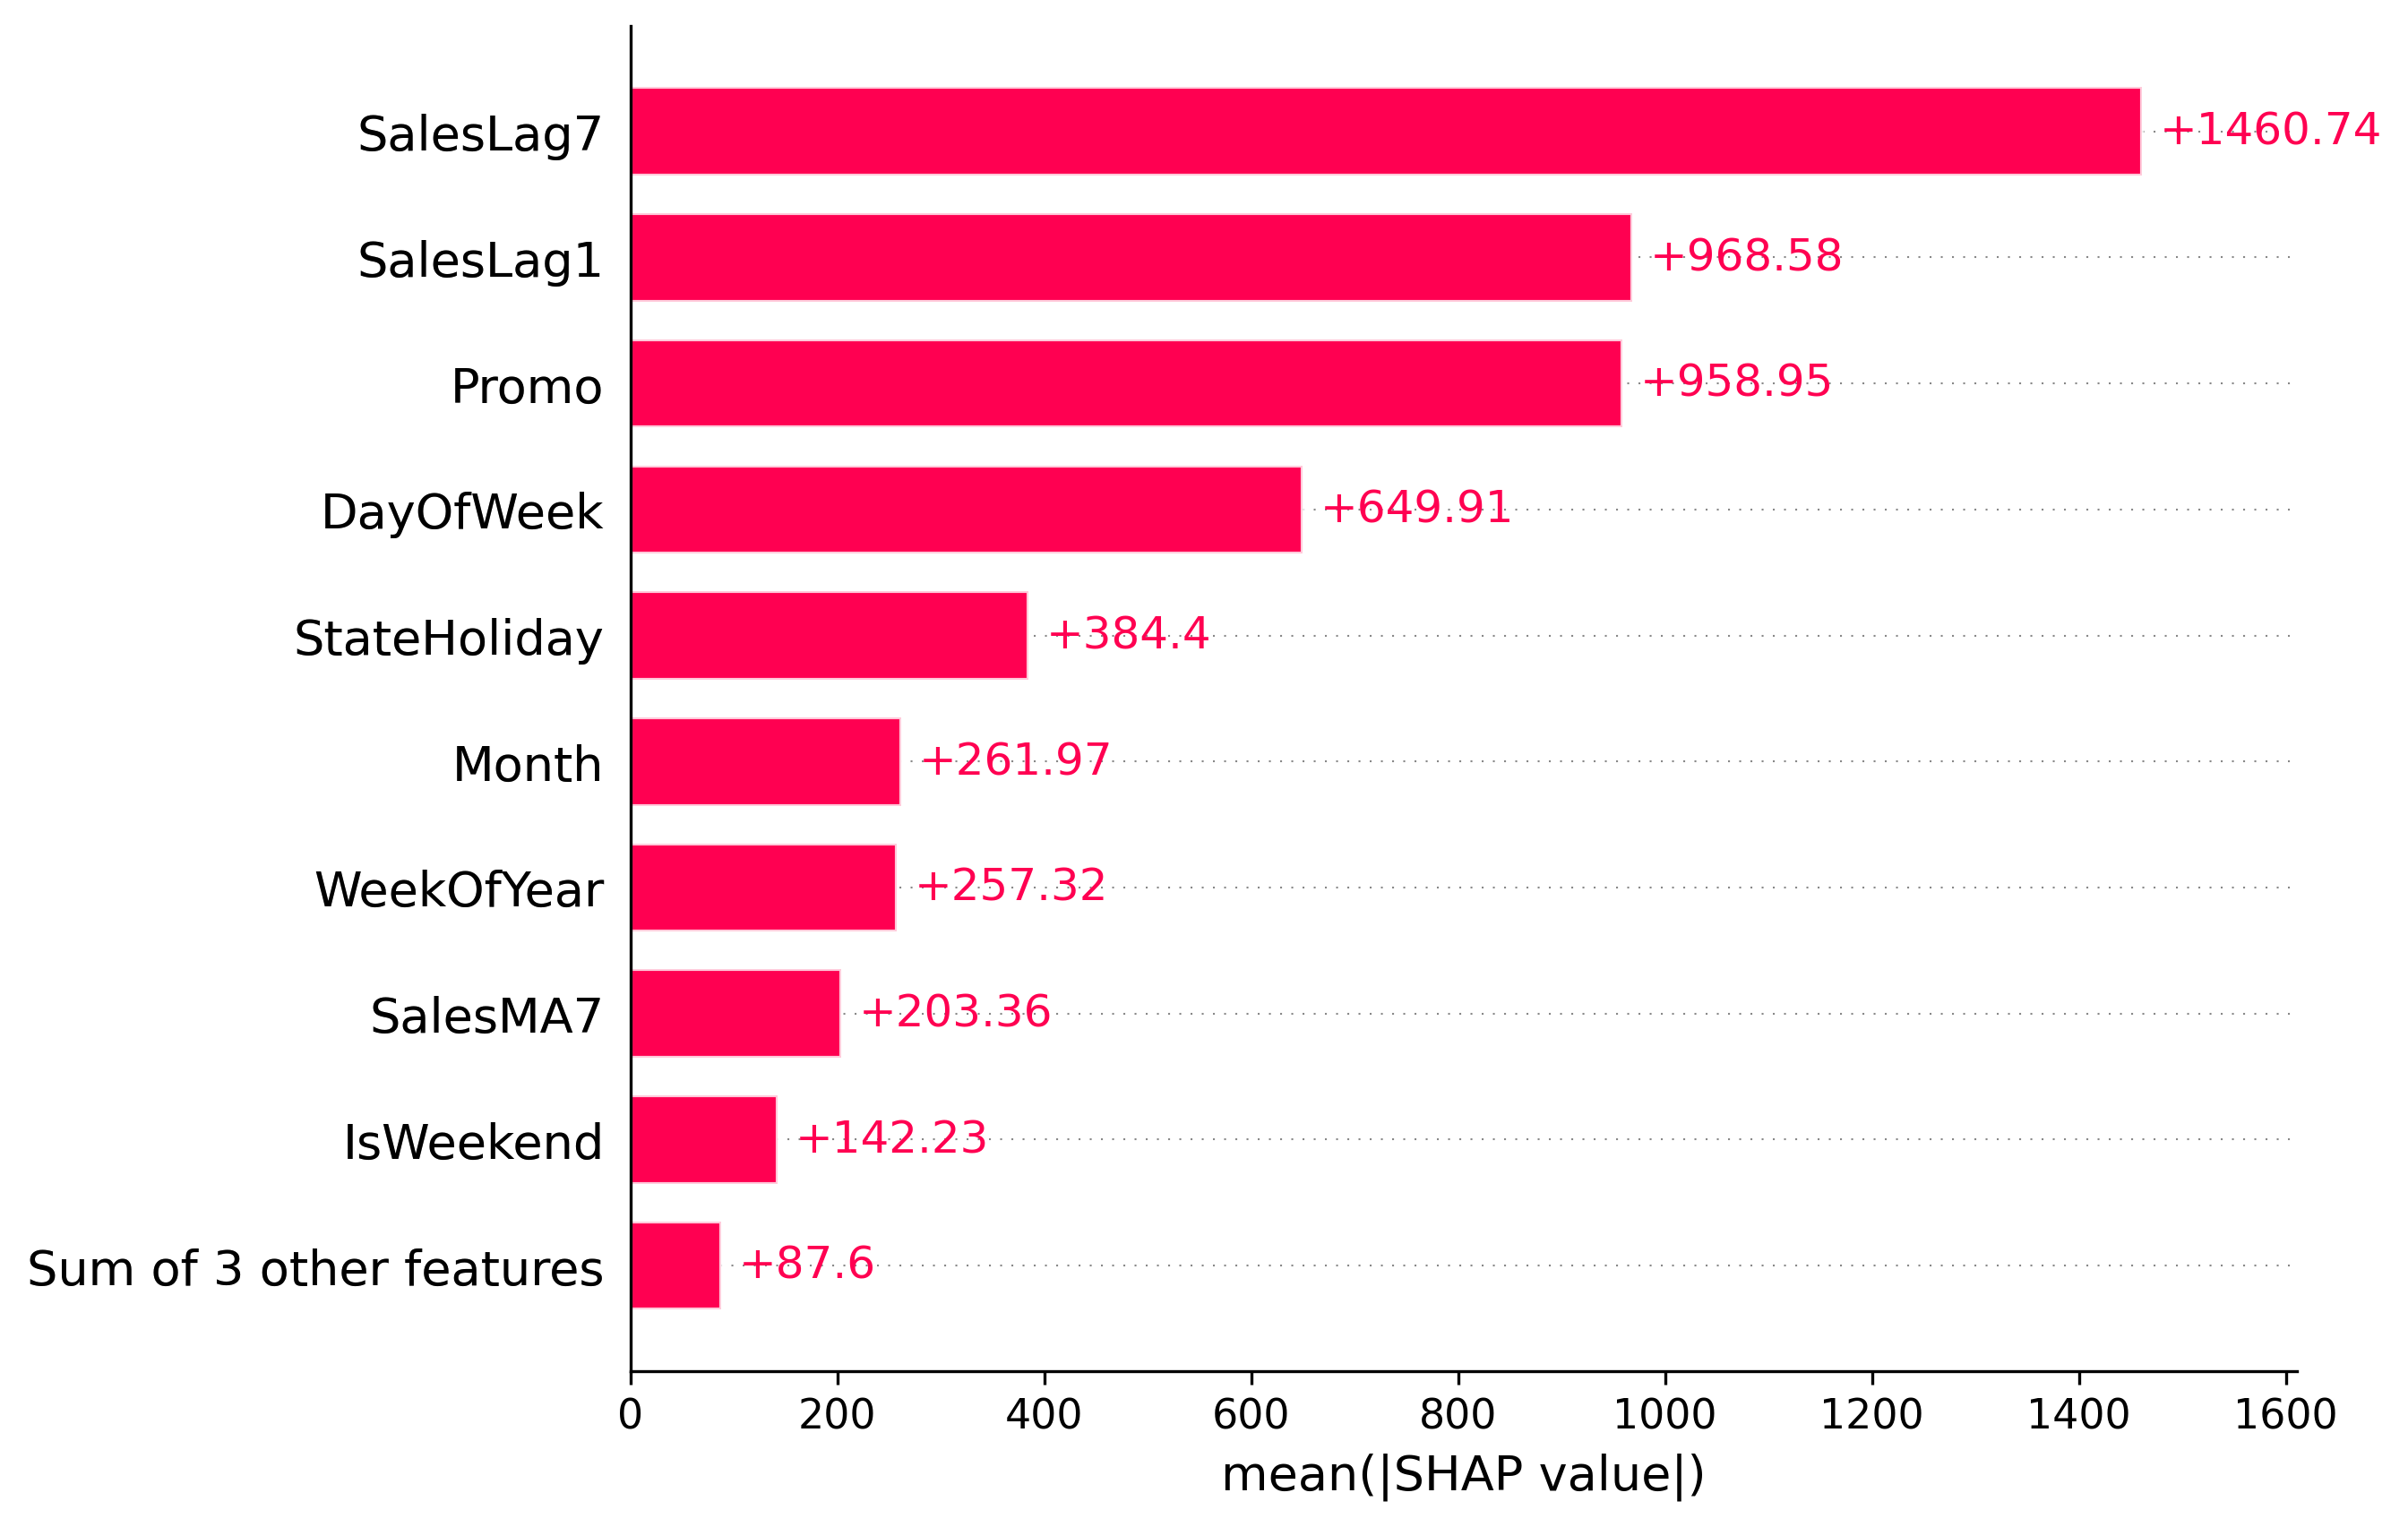 SalesLag7 +1460.74
SalesLag1 +968.58
Promo +958.95
DayOfWeek +649.91
StateHoliday +384.4
Month +261.97
WeekOfYear +257.32
SalesMA7 +203.36
IsWeekend +142.23
Sum of 3 other features +87.6
0 200 400 600 800 1000 1200 1400 1600
mean(|SHAP value|)